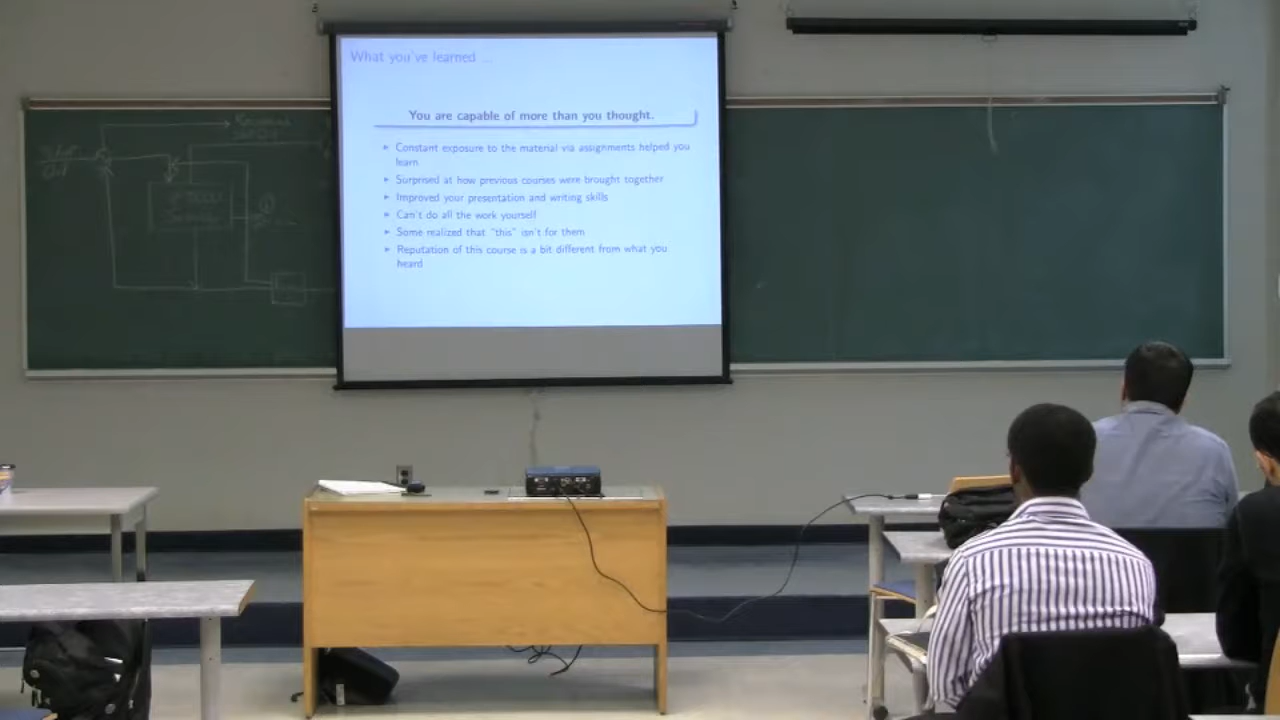 What you've learned ...
You are capable of more than you thought.
Constant exposure to the material via assignments helped you
learn
Surprised at how previous courses were brought together
Improved your presentation and writing skills
Can't do all the work yourself
Some realized that "this" isn't for them
Reputation of this course is a bit different from what you
heard